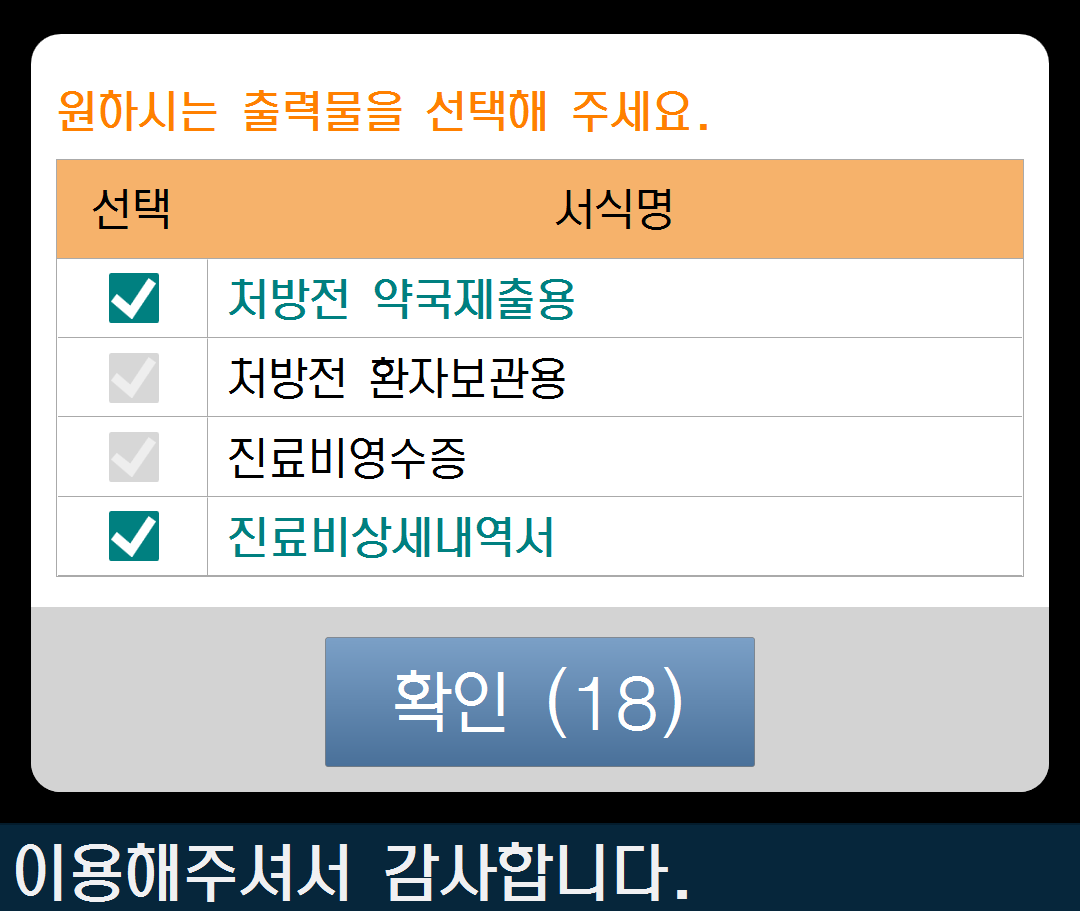 원하시는 출력물을 선택해 주세요.
선택 서식명
처방전 약국제출용
처방전 환자보관용
진료비영수증
진료비상세내역서
확인 (18)
이용해주셔서 감사합니다.